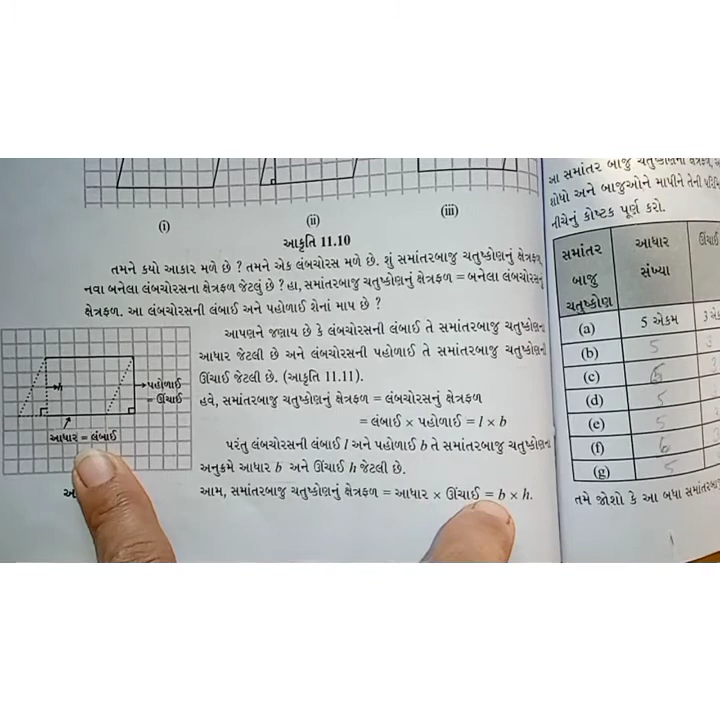 (i)
(ii)
(iii)
આકૃતિ 11.10
તમને કયો આકાર મળે છે ? તમને એક લંબચોરસ મળે છે. શું સમાંતરબાજુ ચતુષ્કોણનું ક્ષેત્રફળ,
નવા બનેલા લંબચોરસના ક્ષેત્રફળ જેટલું છે ? હા, સમાંતરબાજુ ચતુષ્કોણનું ક્ષેત્રફળ = બનેલા લંબચોરસનું
ક્ષેત્રફળ. આ લંબચોરસની લંબાઈ અને પહોળાઈ શેનાં માપ છે ?
આપણને જણાય છે કે લંબચોરસની લંબાઈ તે સમાંતરબાજુ ચતુષ્કોણના
આધાર જેટલી છે અને લંબચોરસની પહોળાઈ તે સમાંતરબાજુ ચતુષ્કોણની
ઊંચાઈ જેટલી છે. (આકૃતિ 11.11).
હવે, સમાંતરબાજુ ચતુષ્કોણનું ક્ષેત્રફળ = લંબચોરસનું ક્ષેત્રફળ
= લંબાઈ × પહોળાઈ = l × b
પરંતુ લંબચોરસની લંબાઈ l અને પહોળાઈ b તે સમાંતરબાજુ ચતુષ્કોણના
અનુક્રમે આધાર b અને ઊંચાઈ h જેટલી છે.
આમ, સમાંતરબાજુ ચતુષ્કોણનું ક્ષેત્રફળ = આધાર × ઊંચાઈ = b × h.
h
પહોળાઈ
= ઊંચાઈ
આધાર = લંબાઈ
આ સમાંતર બાજુ ચતુષ્કોણના ક્ષેત્રફળ,
શોધો અને બાજુઓને માપીને તેની
નીચેનું કોષ્ટક પૂર્ણ કરો.
સમાંતર બાજુ ચતુષ્કોણ
આધાર સંખ્યા
(a) 5 એકમ
(b) 5
(c)
(d) 5
(e) 5
(f) 6
(g) 5
તમે જોશો કે આ બધા